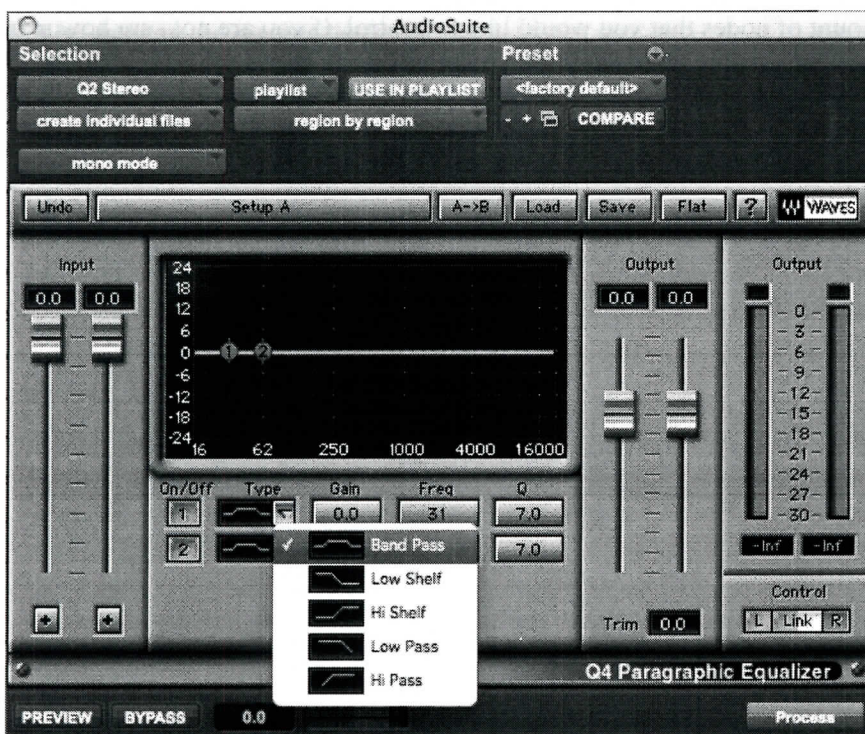 AudioSuite
Selection
Preset
Q2 Stereo
playlist
USE IN PLAYLIST
<factory default>
create individual files
region by region
- +
COMPARE
mono mode
Undo
Setup A
A->B
Load
Save
Flat
?
WAVES
Input
0.0 0.0
24
18
12
6
0
-6
-12
-18
-24
1 2
16 62 250 1000 4000 16000
Output
0.0 0.0
Output
0
3
6
9
12
15
18
21
24
27
30
-Inf -Inf
On/Off Type Gain Freq Q
1 0.0 31 7.0
2 7.0
✓ Band Pass
Low Shelf
Hi Shelf
Low Pass
Hi Pass
+ +
Trim 0.0
Control
L Link R
Q4 Paragraphic Equalizer
PREVIEW BYPASS 0.0 Process